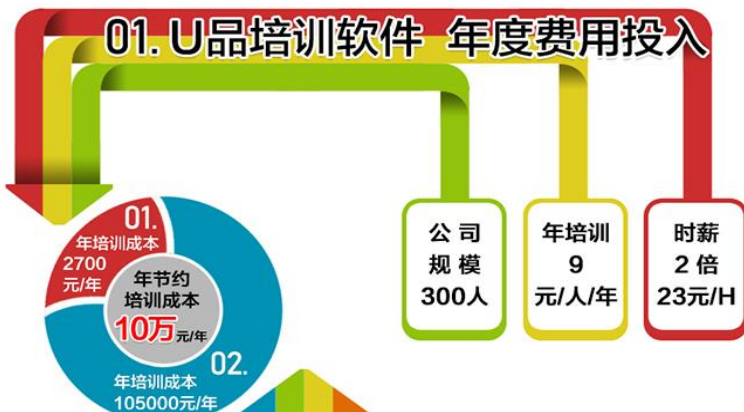 01. U品培训软件 年度费用投入
公司
规模
300人
年培训
9
元/人/年
时薪
2倍
23元/H
01.
年培训成本
2700
元/年
年节约
培训成本
10万元/年
02.
年培训成本
105000元/年